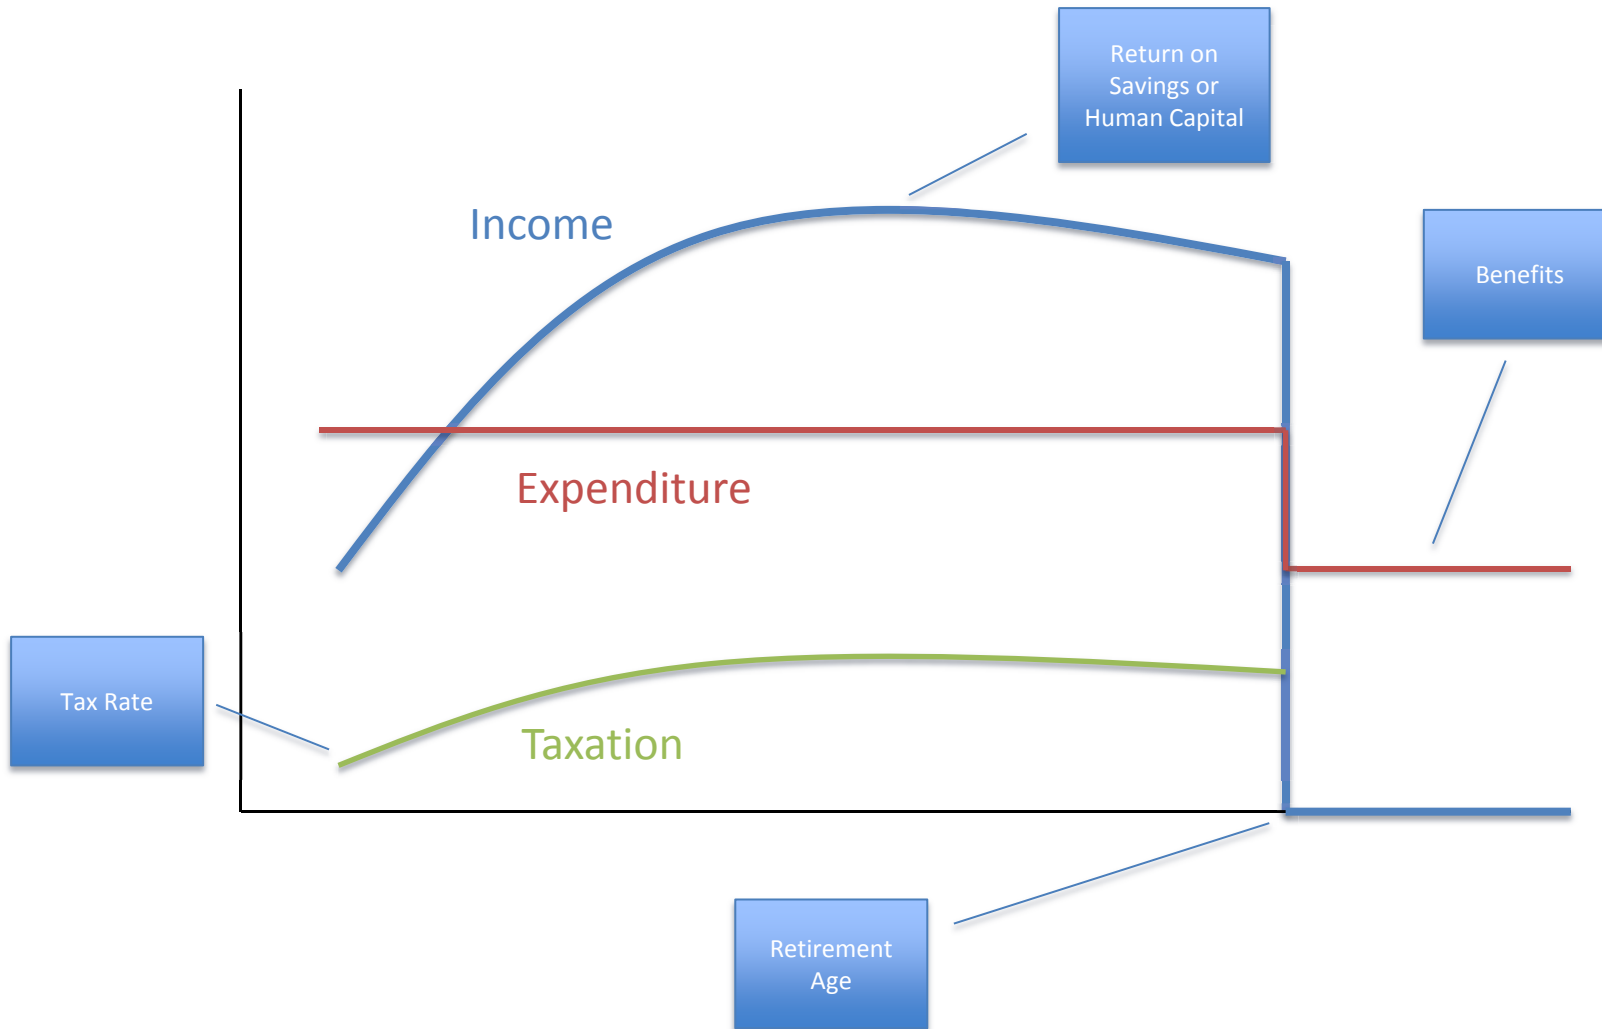 Return on
Savings or
Human Capital
Income
Benefits
Expenditure
Tax Rate
Taxation
Retirement
Age